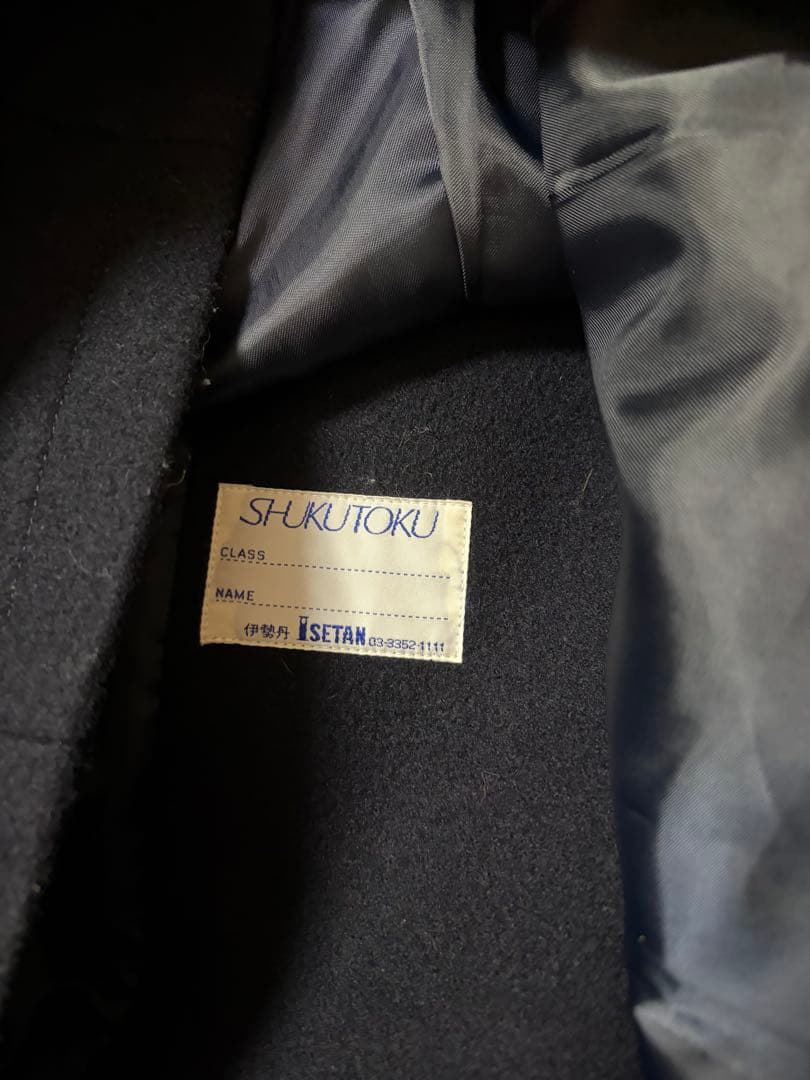 SHUKUTOKU
CLASS
NAME
伊勢丹 ISETAN 03-3352-1111